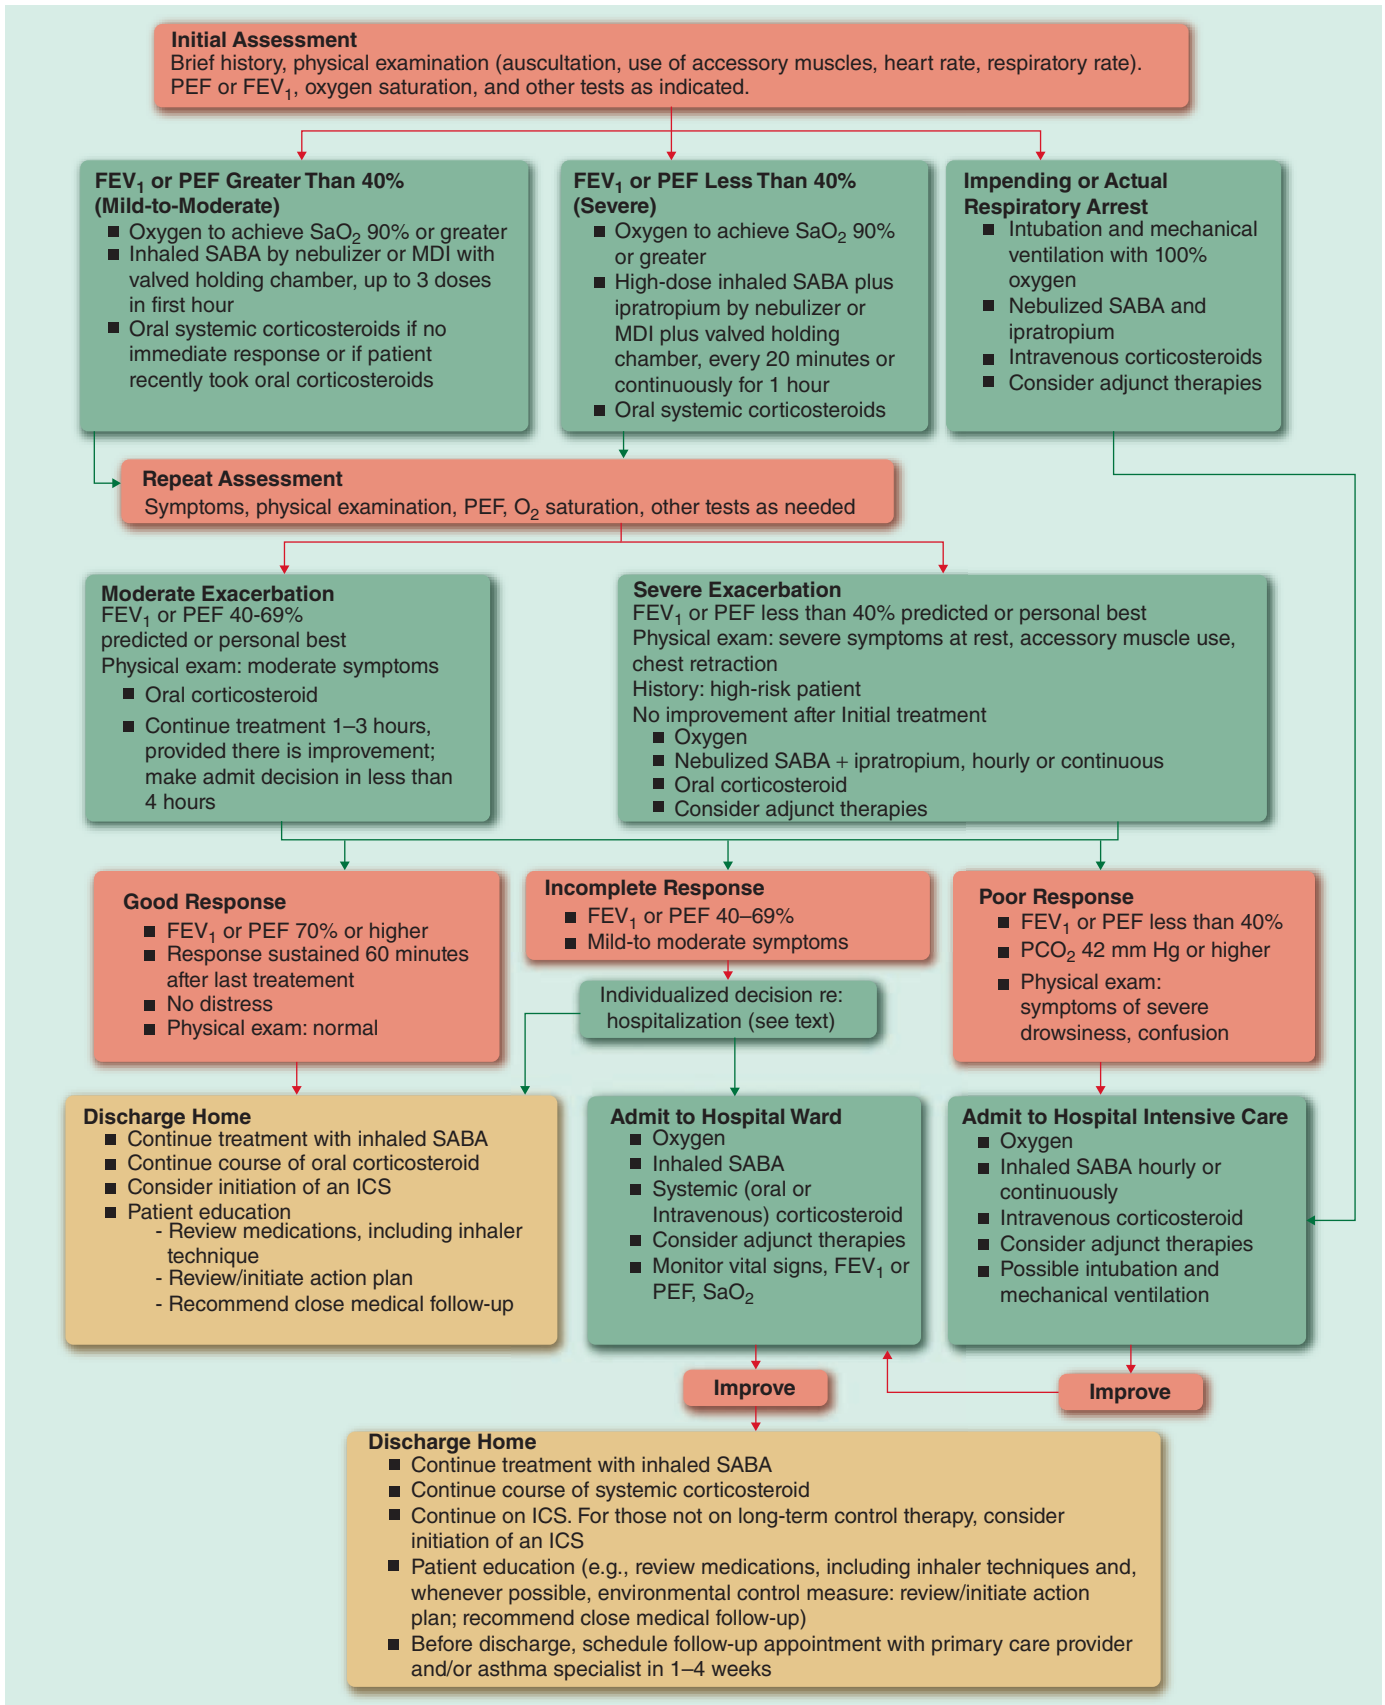 Initial Assessment
Brief history, physical examination (auscultation, use of accessory muscles, heart rate, respiratory rate).
PEF or FEV1, oxygen saturation, and other tests as indicated.
FEV1 or PEF Greater Than 40%
(Mild-to-Moderate)
■ Oxygen to achieve SaO2 90% or greater
■ Inhaled SABA by nebulizer or MDI with
valved holding chamber, up to 3 doses
in first hour
■ Oral systemic corticosteroids if no
immediate response or if patient
recently took oral corticosteroids
FEV1 or PEF Less Than 40%
(Severe)
■ Oxygen to achieve SaO2 90%
or greater
■ High-dose inhaled SABA plus
ipratropium by nebulizer or
MDI plus valved holding
chamber, every 20 minutes or
continuously for 1 hour
■ Oral systemic corticosteroids
Impending or Actual
Respiratory Arrest
■ Intubation and mechanical
ventilation with 100%
oxygen
■ Nebulized SABA and
ipratropium
■ Intravenous corticosteroids
■ Consider adjunct therapies
Repeat Assessment
Symptoms, physical examination, PEF, O2 saturation, other tests as needed
Moderate Exacerbation
FEV1 or PEF 40-69%
predicted or personal best
Physical exam: moderate symptoms
■ Oral corticosteroid
■ Continue treatment 1–3 hours,
provided there is improvement;
make admit decision in less than
4 hours
Severe Exacerbation
FEV1 or PEF less than 40% predicted or personal best
Physical exam: severe symptoms at rest, accessory muscle use,
chest retraction
History: high-risk patient
No improvement after Initial treatment
■ Oxygen
■ Nebulized SABA + ipratropium, hourly or continuous
■ Oral corticosteroid
■ Consider adjunct therapies
Good Response
■ FEV1 or PEF 70% or higher
■ Response sustained 60 minutes
after last treatement
■ No distress
■ Physical exam: normal
Incomplete Response
■ FEV1 or PEF 40–69%
■ Mild-to moderate symptoms
Individualized decision re:
hospitalization (see text)
Poor Response
■ FEV1 or PEF less than 40%
■ PCO2 42 mm Hg or higher
■ Physical exam:
symptoms of severe
drowsiness, confusion
Discharge Home
■ Continue treatment with inhaled SABA
■ Continue course of oral corticosteroid
■ Consider initiation of an ICS
■ Patient education
- Review medications, including inhaler
technique
- Review/initiate action plan
- Recommend close medical follow-up
Admit to Hospital Ward
■ Oxygen
■ Inhaled SABA
■ Systemic (oral or
Intravenous) corticosteroid
■ Consider adjunct therapies
■ Monitor vital signs, FEV1 or
PEF, SaO2
Admit to Hospital Intensive Care
■ Oxygen
■ Inhaled SABA hourly or
continuously
■ Intravenous corticosteroid
■ Consider adjunct therapies
■ Possible intubation and
mechanical ventilation
Improve
Improve
Discharge Home
■ Continue treatment with inhaled SABA
■ Continue course of systemic corticosteroid
■ Continue on ICS. For those not on long-term control therapy, consider
initiation of an ICS
■ Patient education (e.g., review medications, including inhaler techniques and,
whenever possible, environmental control measure: review/initiate action
plan; recommend close medical follow-up)
■ Before discharge, schedule follow-up appointment with primary care provider
and/or asthma specialist in 1–4 weeks